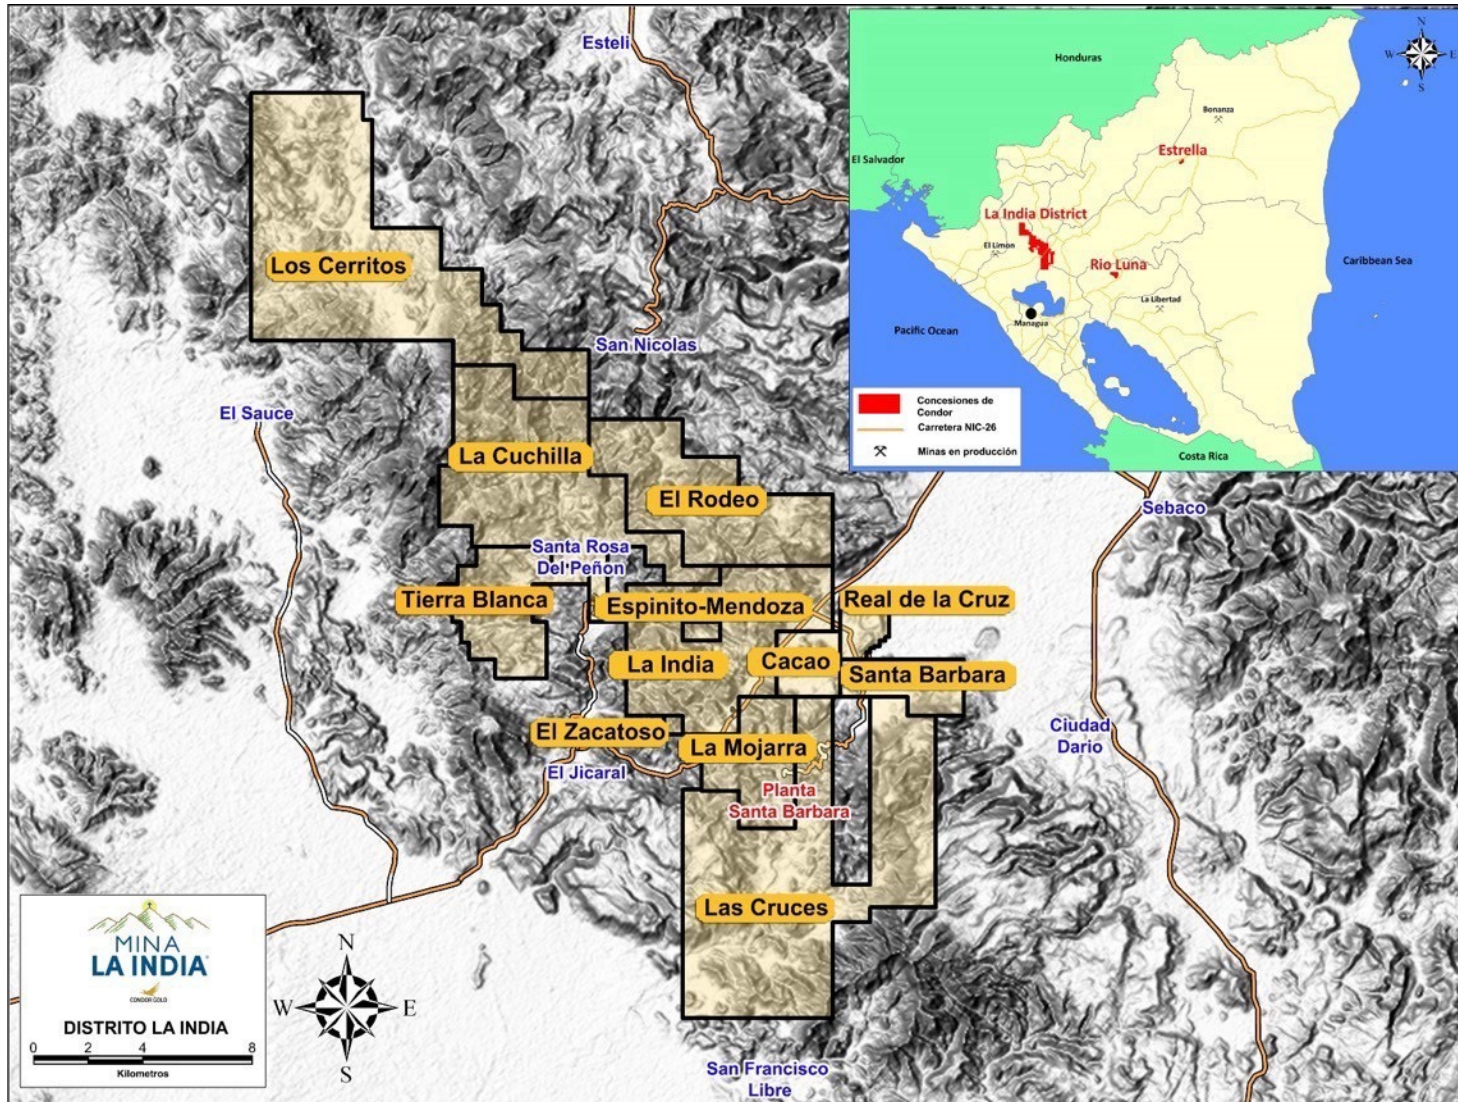 Esteli
Los Cerritos
San Nicolas
El Sauce
La Cuchilla
El Rodeo
Sebaco
Santa Rosa
Del Peñon
Tierra Blanca
Espinito-Mendoza
Real de la Cruz
La India
Cacao
Santa Barbara
El Zacatoso
La Mojarra
Ciudad
Dario
El Jicaral
Planta
Santa Barbara
Las Cruces
San Francisco
Libre
MINA
LA INDIA
CONDOR GOLD
DISTRITO LA INDIA
0 2 4 8
Kilometros
N
W E
S
Honduras
N
W E
S
Bonanza
El Salvador
Estrella
La India District
El Limon
Rio Luna
Caribbean Sea
La Libertad
Managua
Pacific Ocean
Concesiones de
Condor
Carretera NIC-26
Minas en producción
Costa Rica